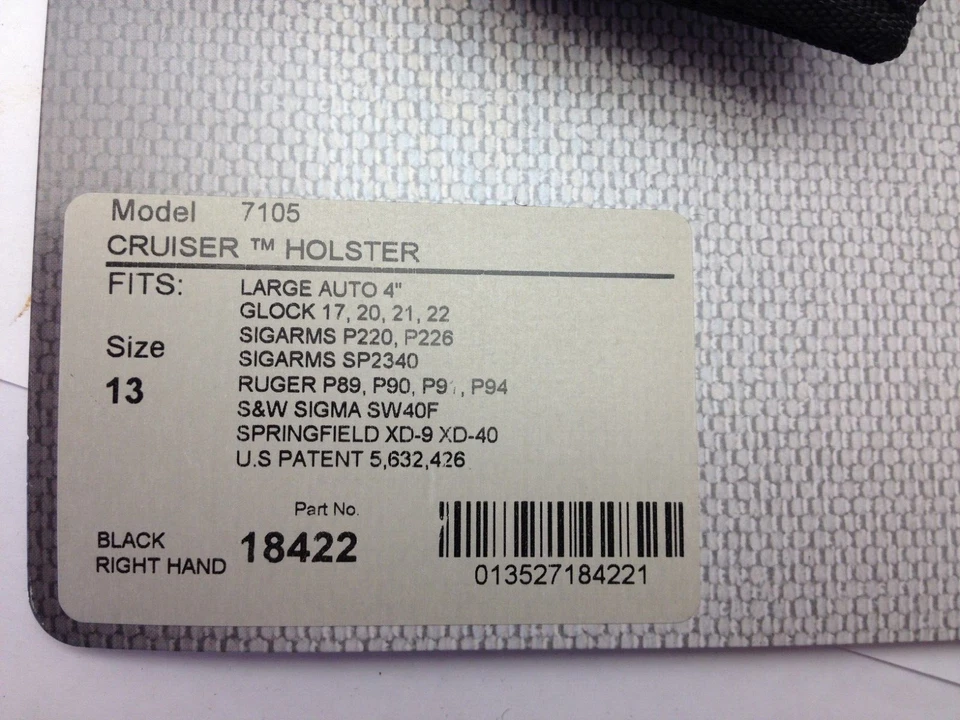 Model 7105
CRUISER ™ HOLSTER
FITS: LARGE AUTO 4"
GLOCK 17, 20, 21, 22
SIGARMS P220, P226
Size
SIGARMS SP2340
13
RUGER P89, P90, P91, P94
S&W SIGMA SW40F
SPRINGFIELD XD-9 XD-40
U.S PATENT 5,632,426
Part No.
BLACK
RIGHT HAND
18422
013527184221